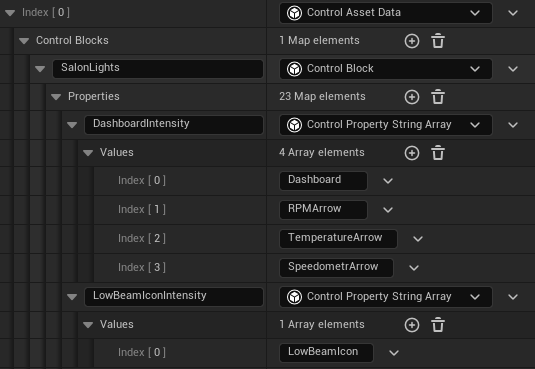 Index [ 0 ] Control Asset Data
Control Blocks 1 Map elements
SalonLights Control Block
Properties 23 Map elements
DashboardIntensity Control Property String Array
Values 4 Array elements
Index [ 0 ] Dashboard
Index [ 1 ] RPMArrow
Index [ 2 ] TemperatureArrow
Index [ 3 ] SpeedometrArrow
LowBeamIconIntensity Control Property String Array
Values 1 Array elements
Index [ 0 ] LowBeamIcon